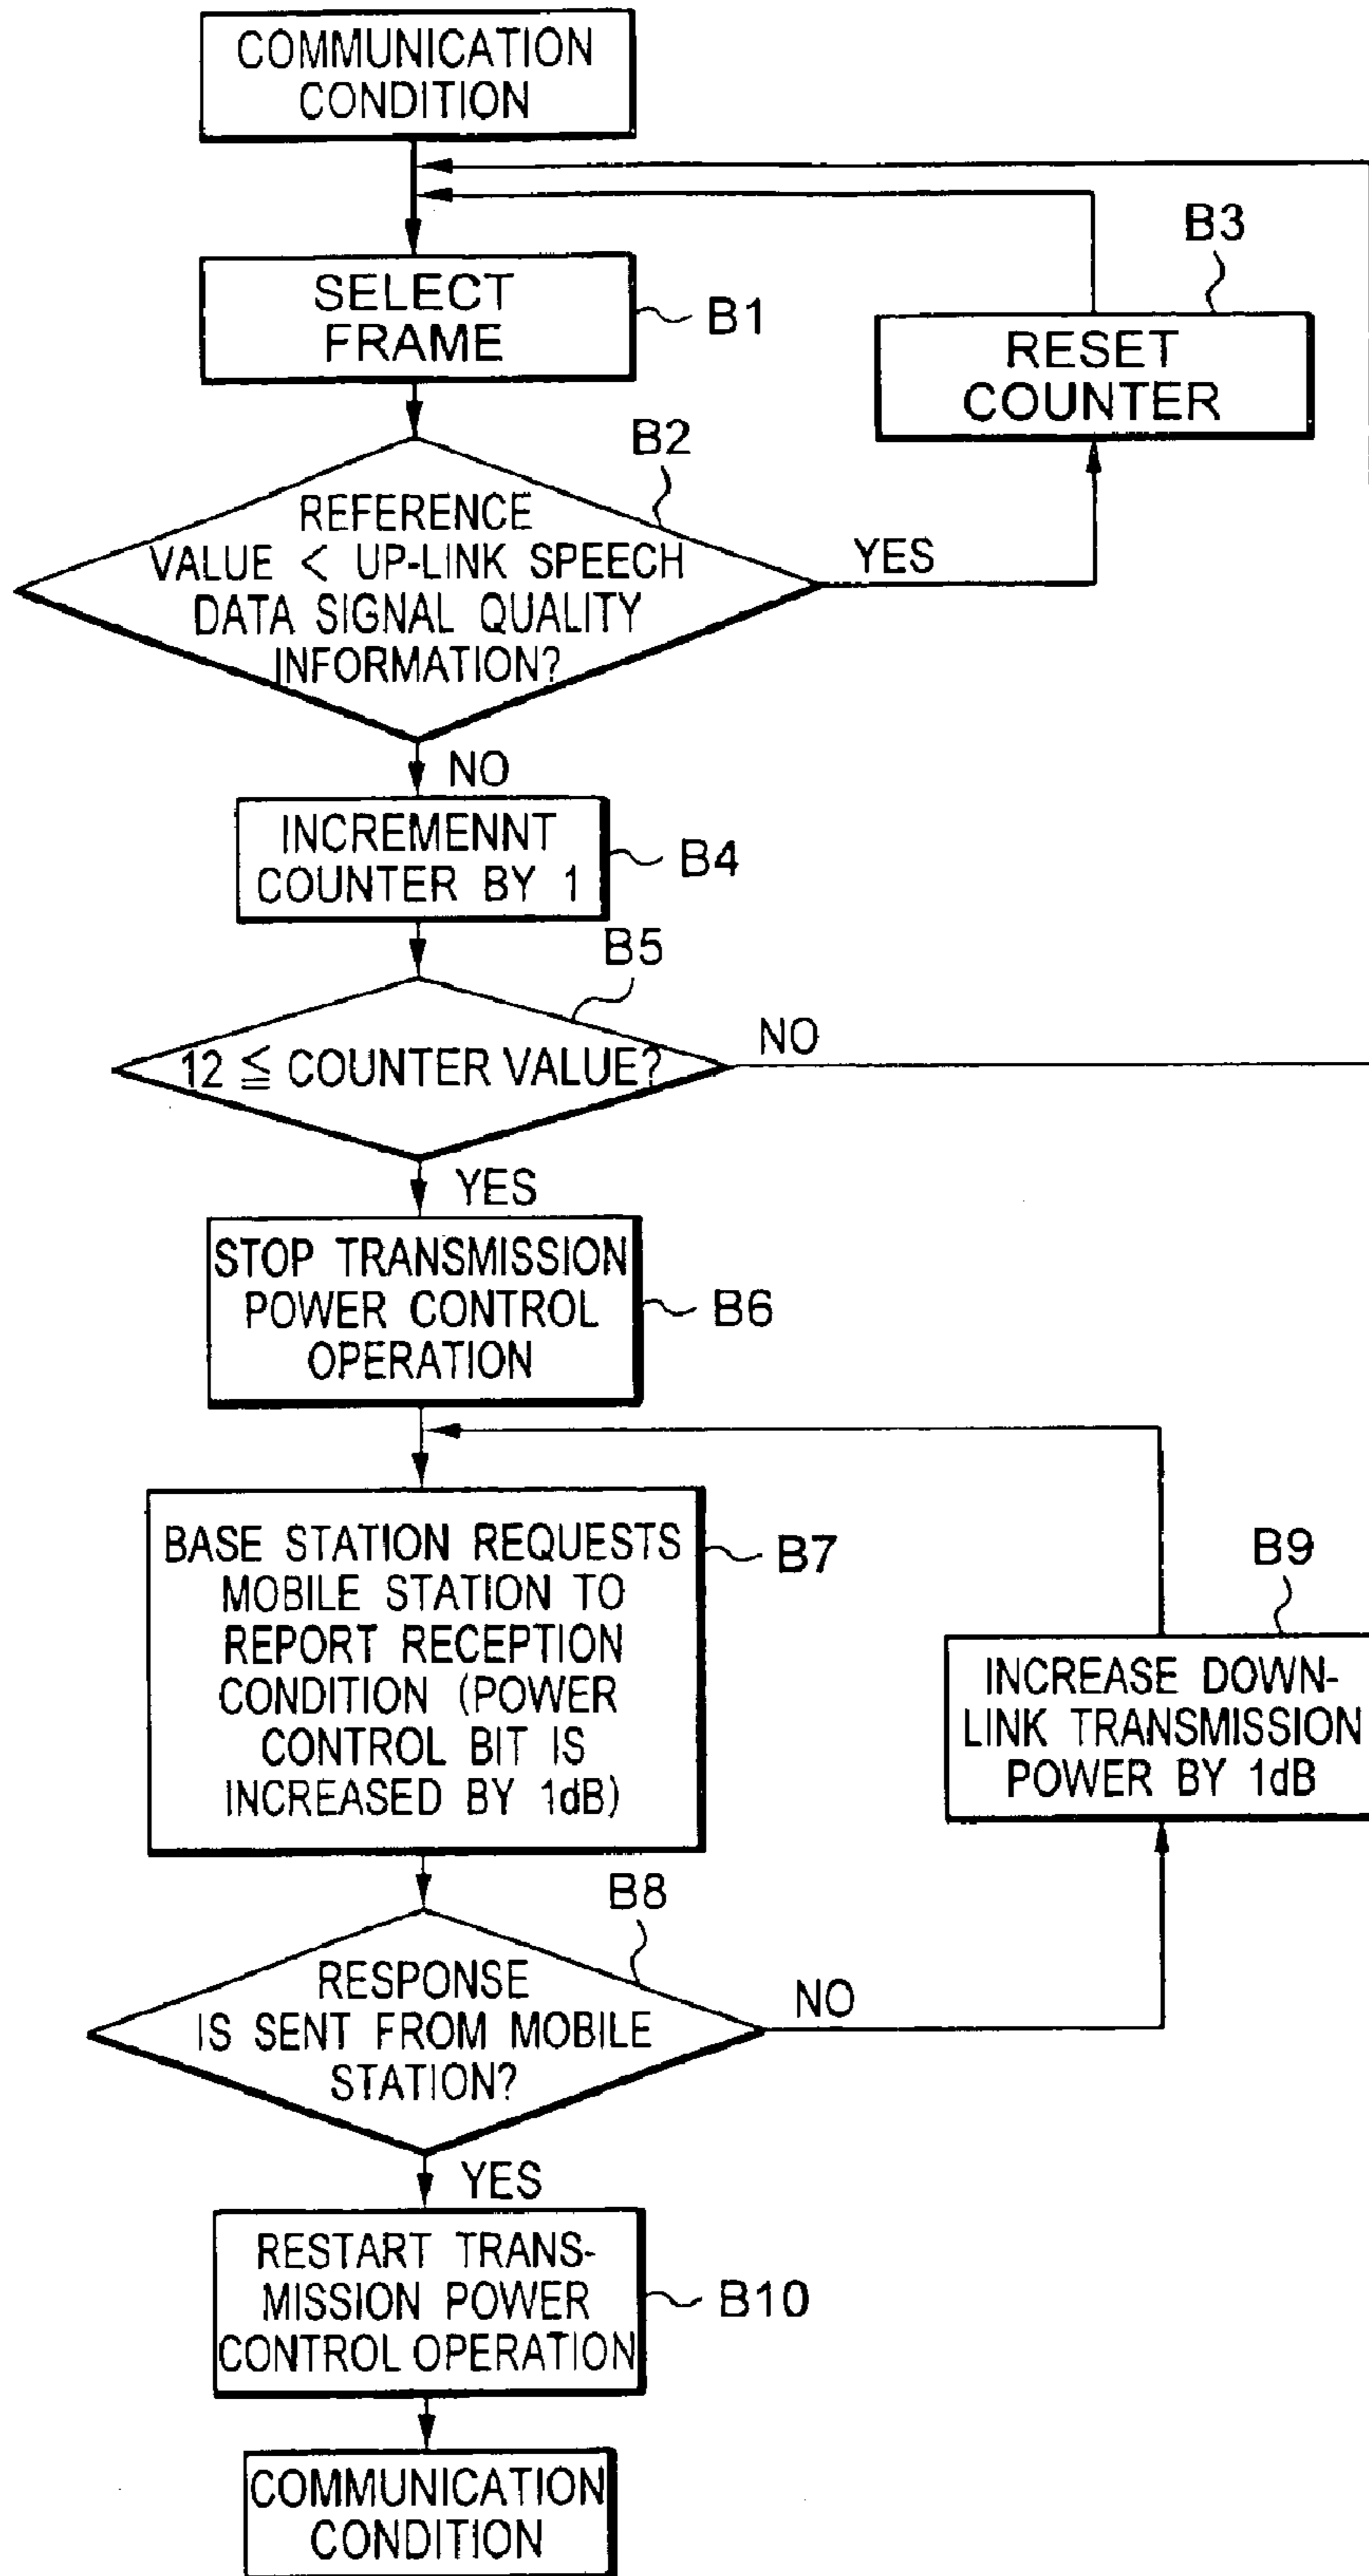 COMMUNICATION
CONDITION
SELECT
FRAME
B1
B3
RESET
COUNTER
B2
REFERENCE
VALUE < UP-LINK SPEECH
DATA SIGNAL QUALITY
INFORMATION?
YES
NO
INCREMENNT
COUNTER BY 1
B4
B5
12 ≦ COUNTER VALUE?
NO
YES
STOP TRANSMISSION
POWER CONTROL
OPERATION
B6
BASE STATION REQUESTS
MOBILE STATION TO
REPORT RECEPTION
CONDITION (POWER
CONTROL BIT IS
INCREASED BY 1dB)
B7
B9
INCREASE DOWN-
LINK TRANSMISSION
POWER BY 1dB
B8
RESPONSE
IS SENT FROM MOBILE
STATION?
NO
YES
RESTART TRANS-
MISSION POWER
CONTROL OPERATION
B10
COMMUNICATION
CONDITION